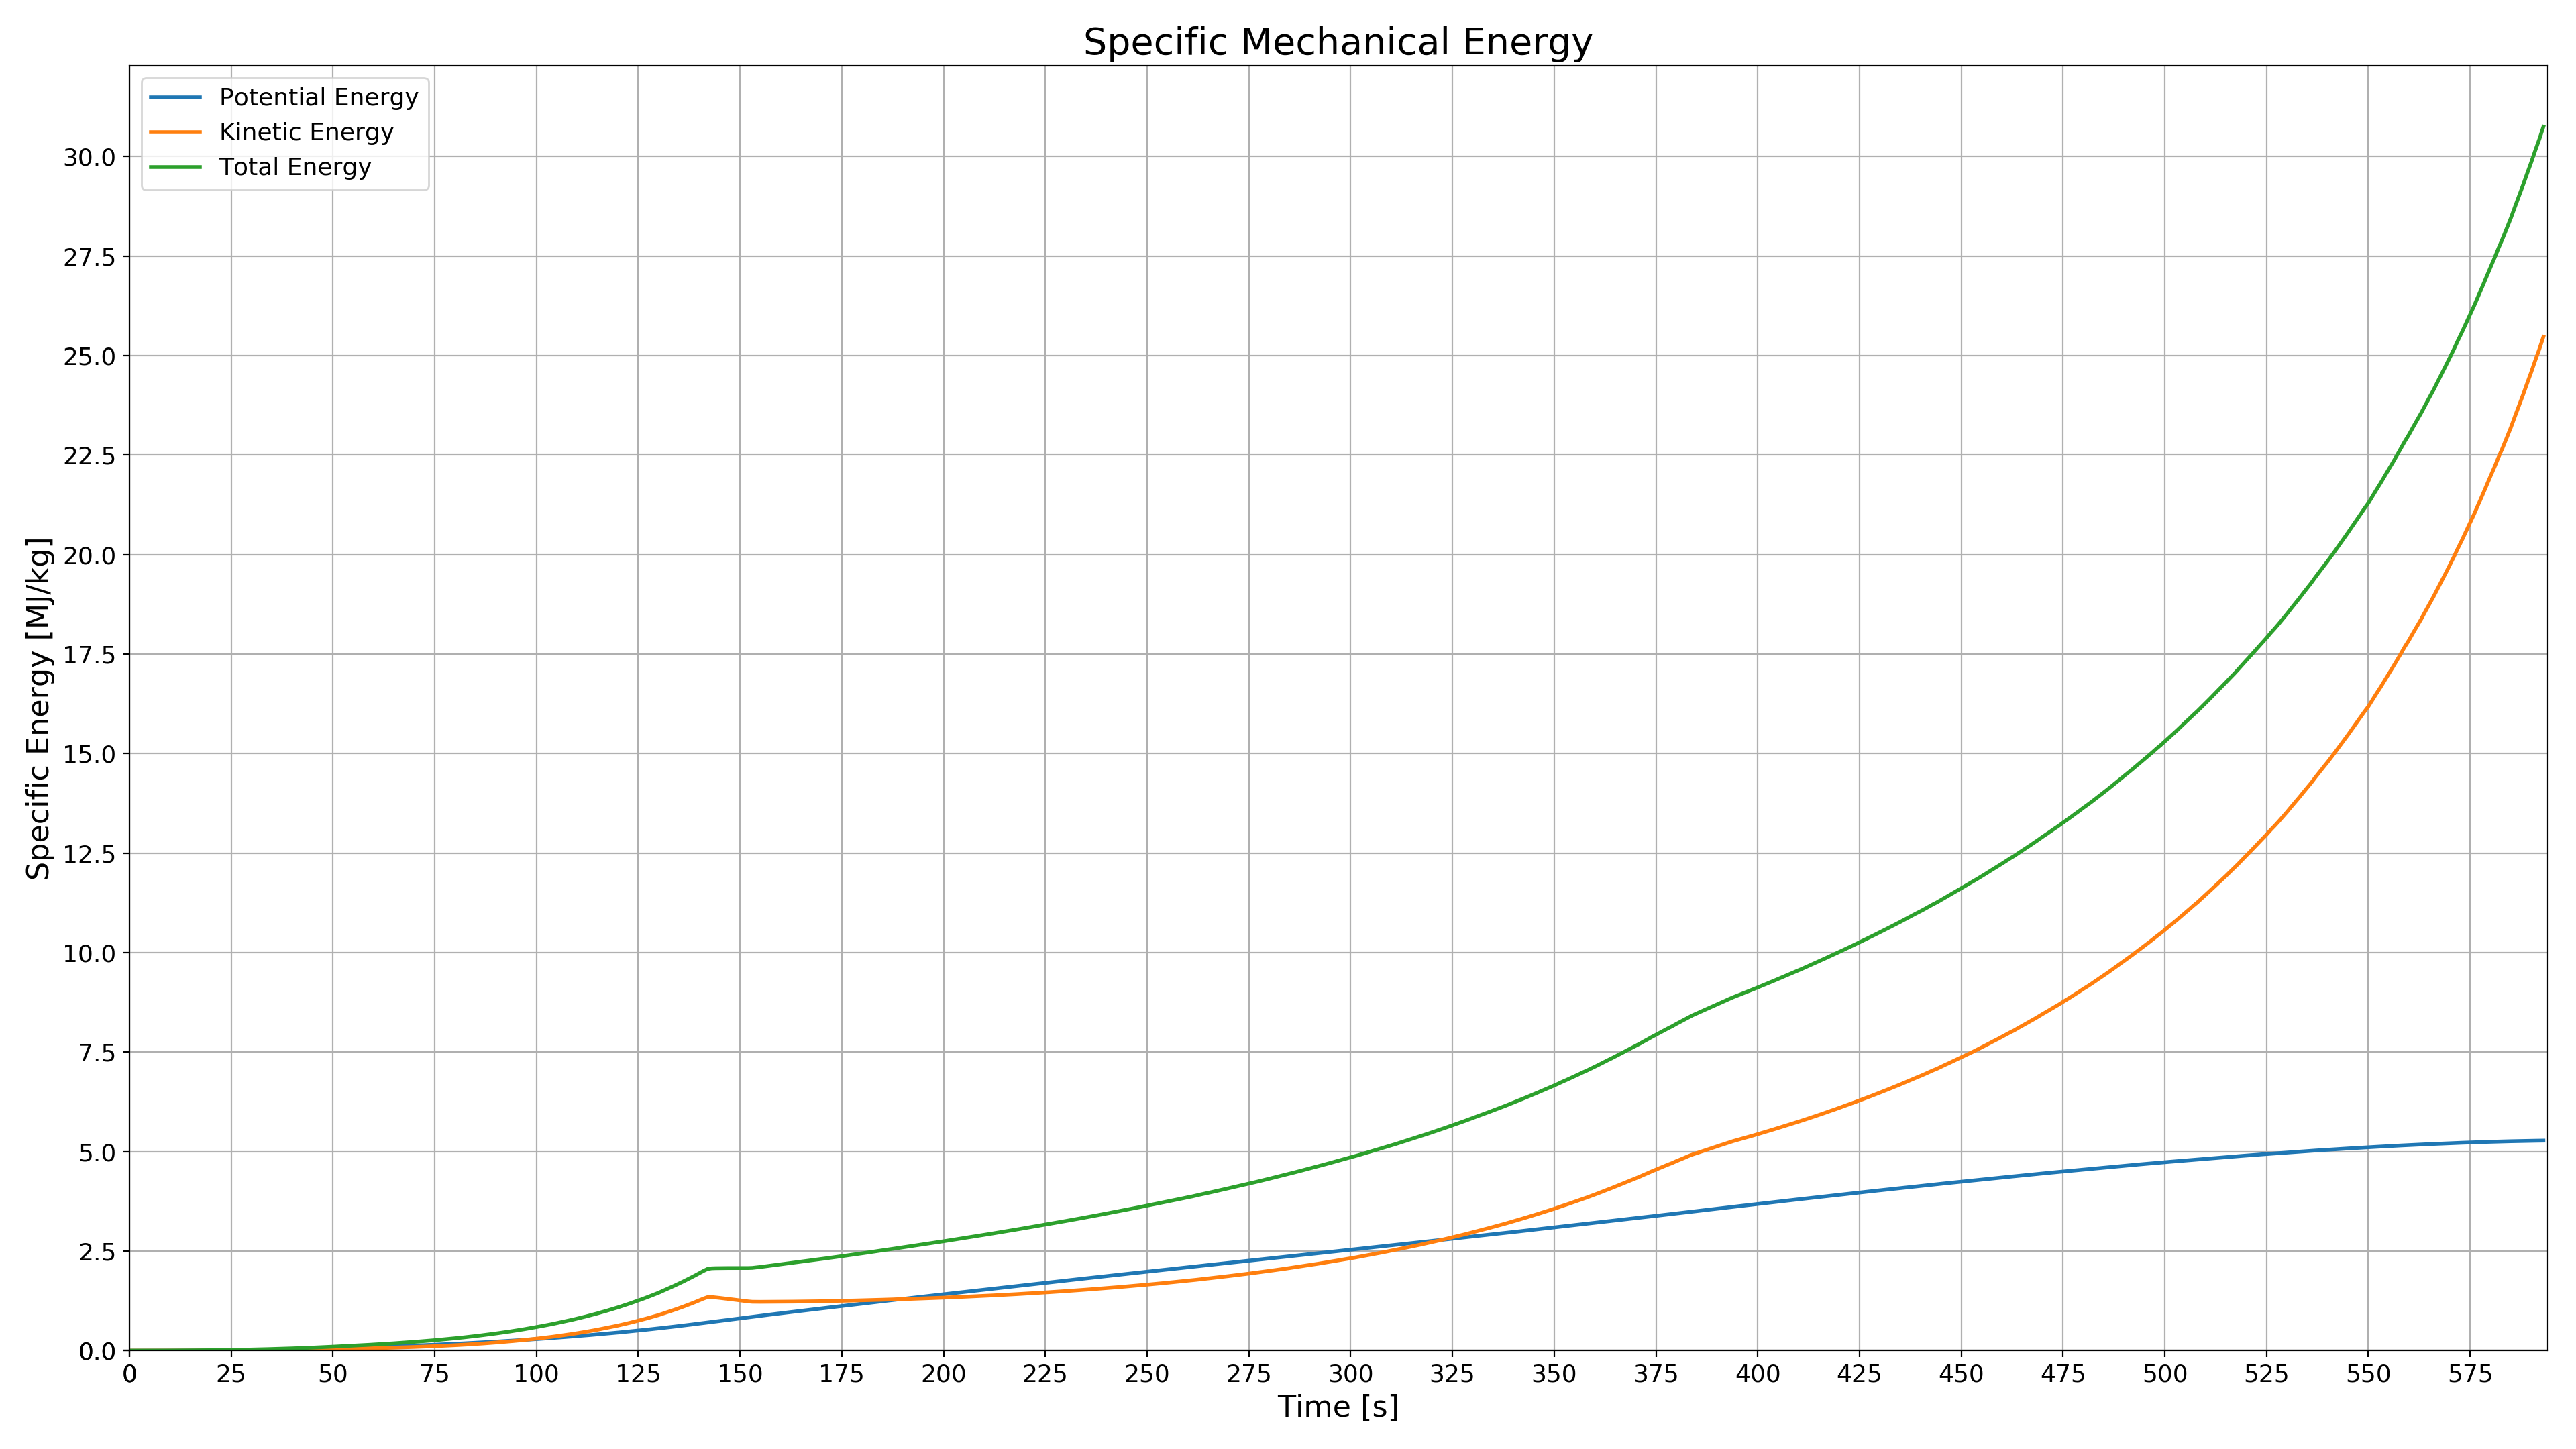 Specific Mechanical Energy
Potential Energy
Kinetic Energy
Total Energy
Specific Energy [MJ/kg]
30.0
27.5
25.0
22.5
20.0
17.5
15.0
12.5
10.0
7.5
5.0
2.5
0.0
0 25 50 75 100 125 150 175 200 225 250 275 300 325 350 375 400 425 450 475 500 525 550 575
Time [s]